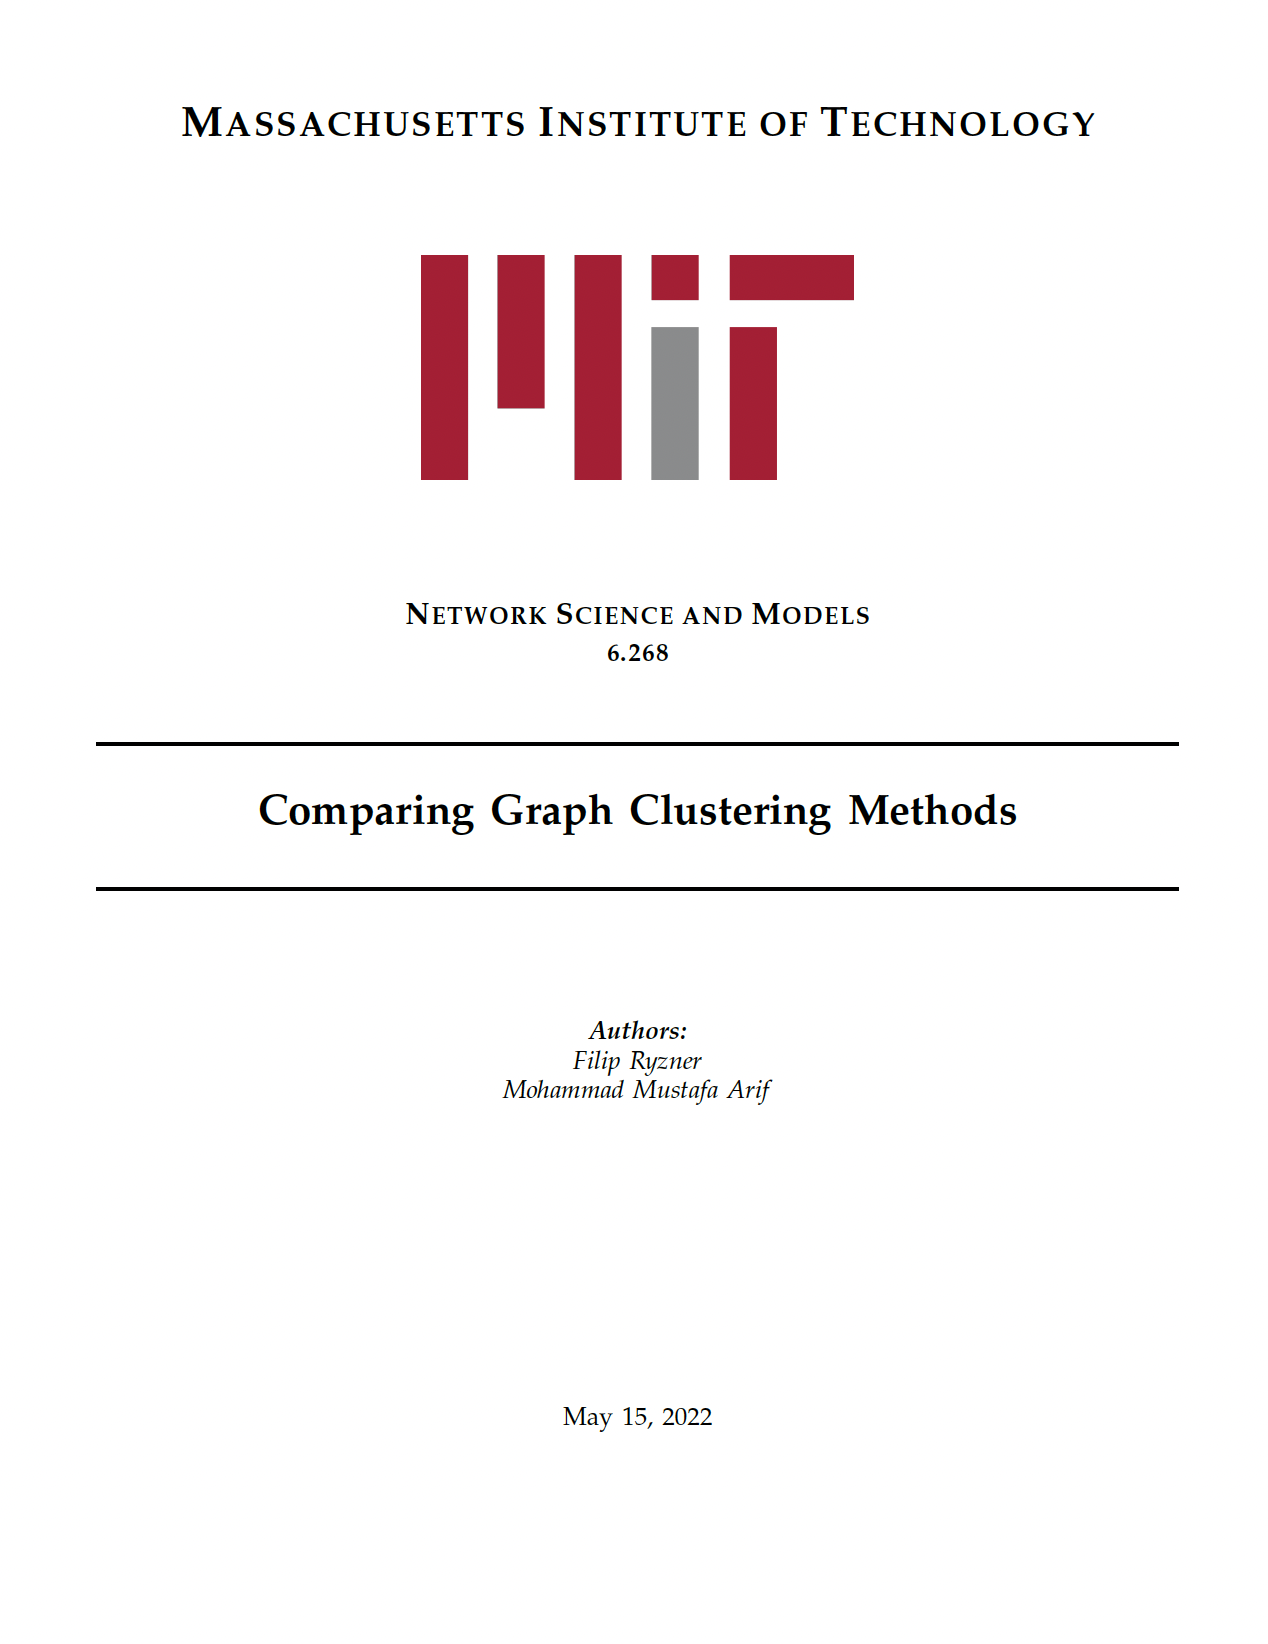 MASSACHUSETTS INSTITUTE OF TECHNOLOGY
MiT
NETWORK SCIENCE AND MODELS
6.268
Comparing Graph Clustering Methods
Authors:
Filip Ryzner
Mohammad Mustafa Arif
May 15, 2022